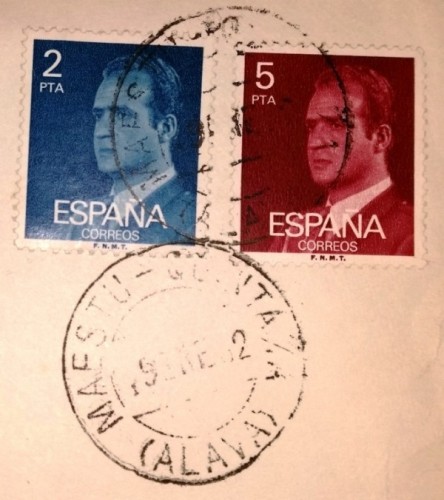 2
PTA
ESPAÑA
CORREOS
F.N.M.T.
5
PTA
ESPAÑA
CORREOS
F.N.M.T.
MAESTU
(ALAVA)